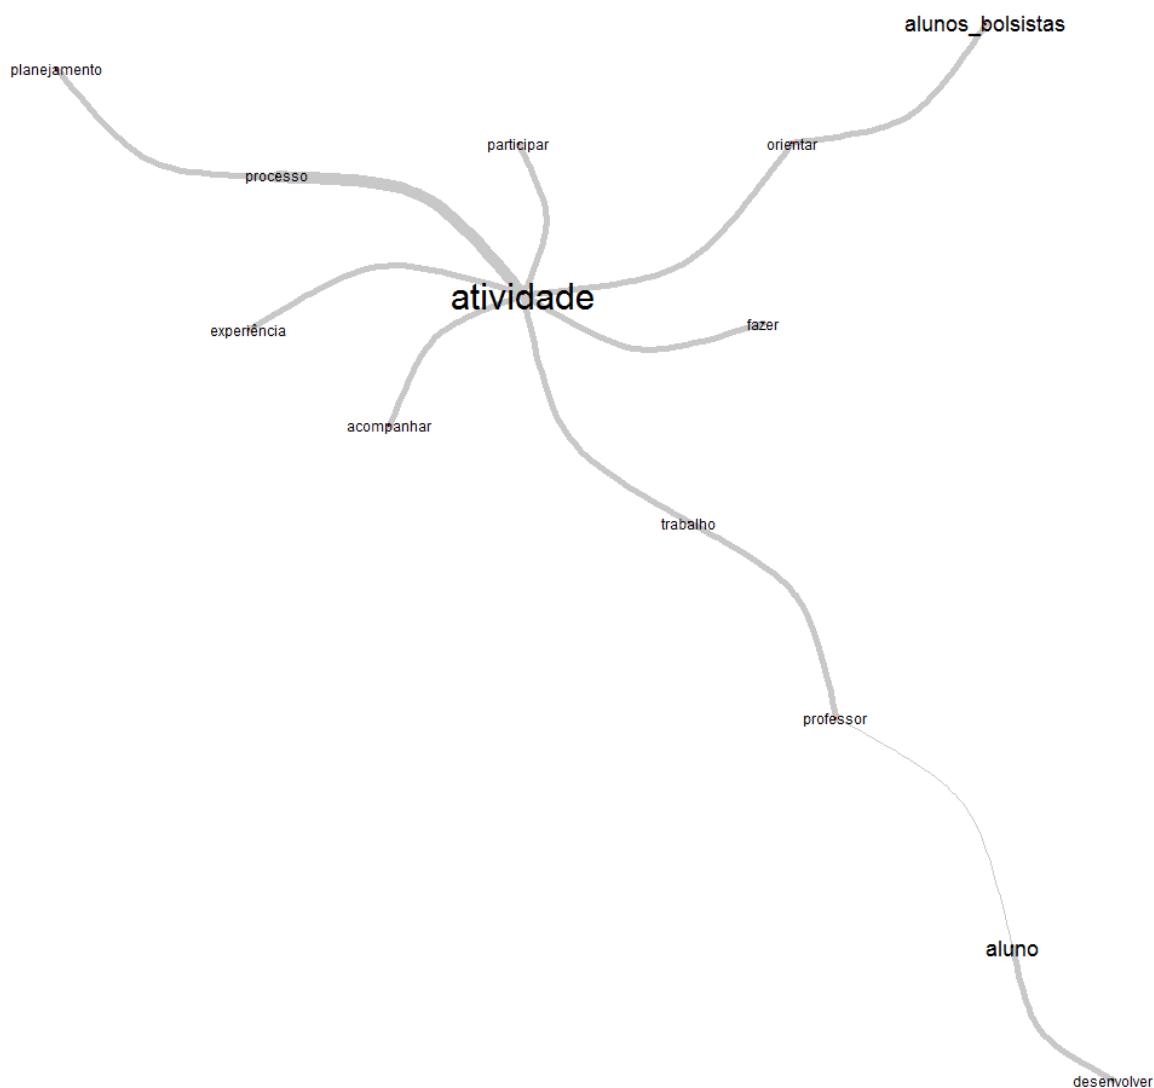 alunos_bolsistas
planejamento
participar
orientar
processo
atividade
experiência
fazer
acompanhar
trabalho
professor
aluno
desenvolver